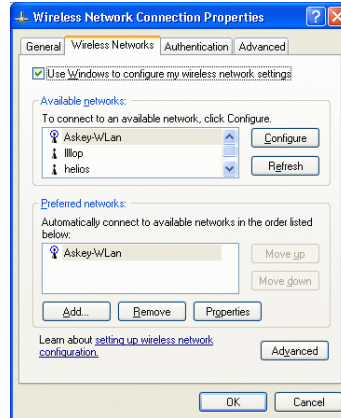 Wireless Network Connection Properties
General Wireless Networks Authentication Advanced
Use Windows to configure my wireless network settings
Available networks:
To connect to an available network, click Configure.
Askey-WLan
Configure
lllop
helios
Refresh
Preferred networks:
Automatically connect to available networks in the order listed
below:
Askey-WLan
Move up
Move down
Add... Remove Properties
Learn about setting up wireless network
configuration.
Advanced
OK Cancel